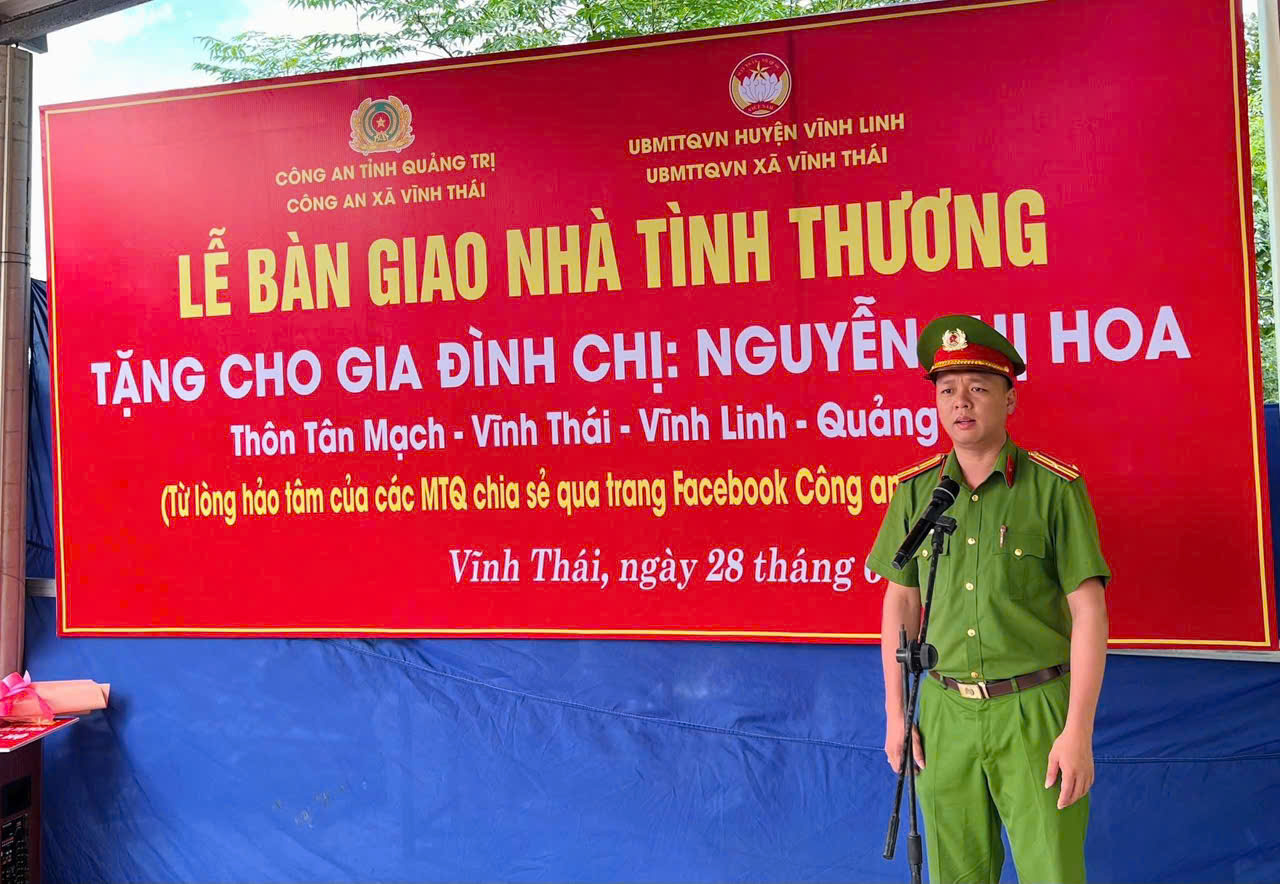 CÔNG AN TỈNH QUẢNG TRỊ
CÔNG AN XÃ VĨNH THÁI
UBMTTQVN HUYỆN VĨNH LINH
UBMTTQVN XÃ VĨNH THÁI
LỄ BÀN GIAO NHÀ TÌNH THƯƠNG
TẶNG CHO GIA ĐÌNH CHỊ: NGUYỄN HỊ HOA
Thôn Tân Mạch - Vĩnh Thái - Vĩnh Linh - Quảng
(Từ lòng hảo tâm của các MTQ chia sẻ qua trang Facebook Công an
Vĩnh Thái, ngày 28 tháng